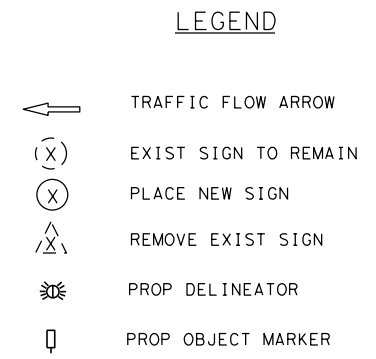 LEGEND
TRAFFIC FLOW ARROW
(X) EXIST SIGN TO REMAIN
X PLACE NEW SIGN
X REMOVE EXIST SIGN
PROP DELINEATOR
PROP OBJECT MARKER